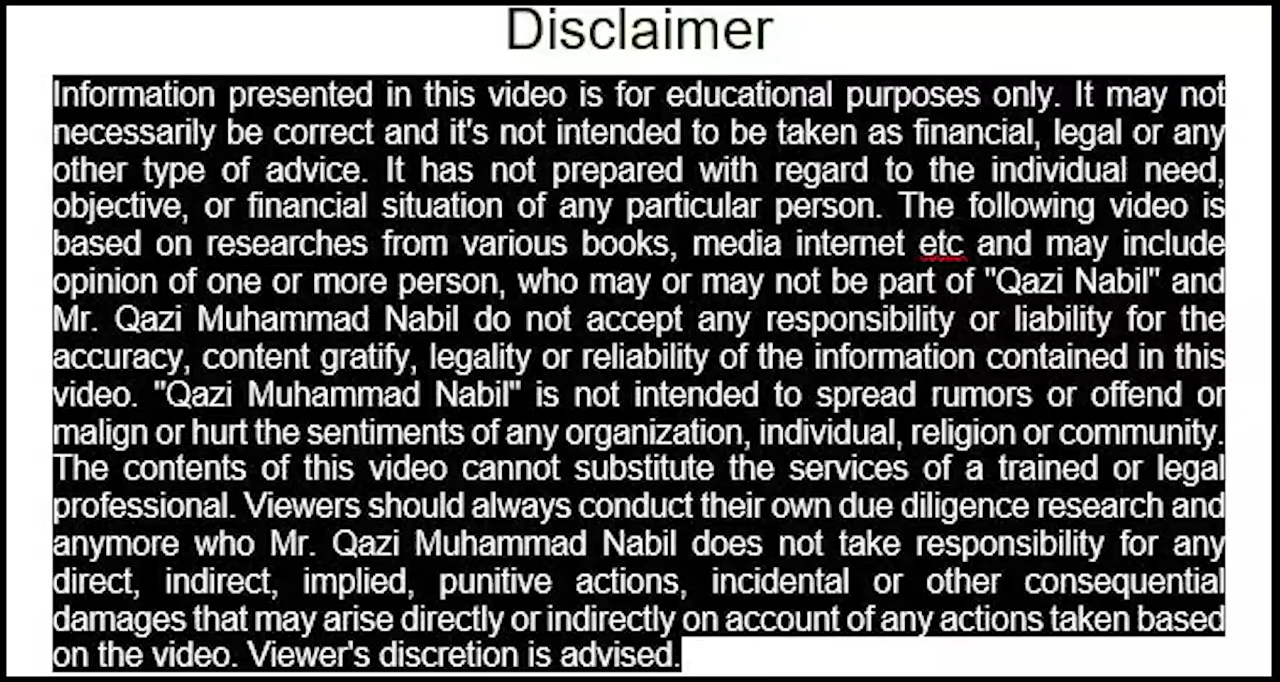 Disclaimer
Information presented in this video is for educational purposes only. It may not
necessarily be correct and it's not intended to be taken as financial, legal or any
other type of advice. It has not prepared with regard to the individual need,
objective, or financial situation of any particular person. The following video is
based on researches from various books, media internet etc and may include
opinion of one or more person, who may or may not be part of "Qazi Nabil" and
Mr. Qazi Muhammad Nabil do not accept any responsibility or liability for the
accuracy, content gratify, legality or reliability of the information contained in this
video. "Qazi Muhammad Nabil" is not intended to spread rumors or offend or
malign or hurt the sentiments of any organization, individual, religion or community.
The contents of this video cannot substitute the services of a trained or legal
professional. Viewers should always conduct their own due diligence research and
anymore who Mr. Qazi Muhammad Nabil does not take responsibility for any
direct, indirect, implied, punitive actions, incidental or other consequential
damages that may arise directly or indirectly on account of any actions taken based
on the video. Viewer's discretion is advised.